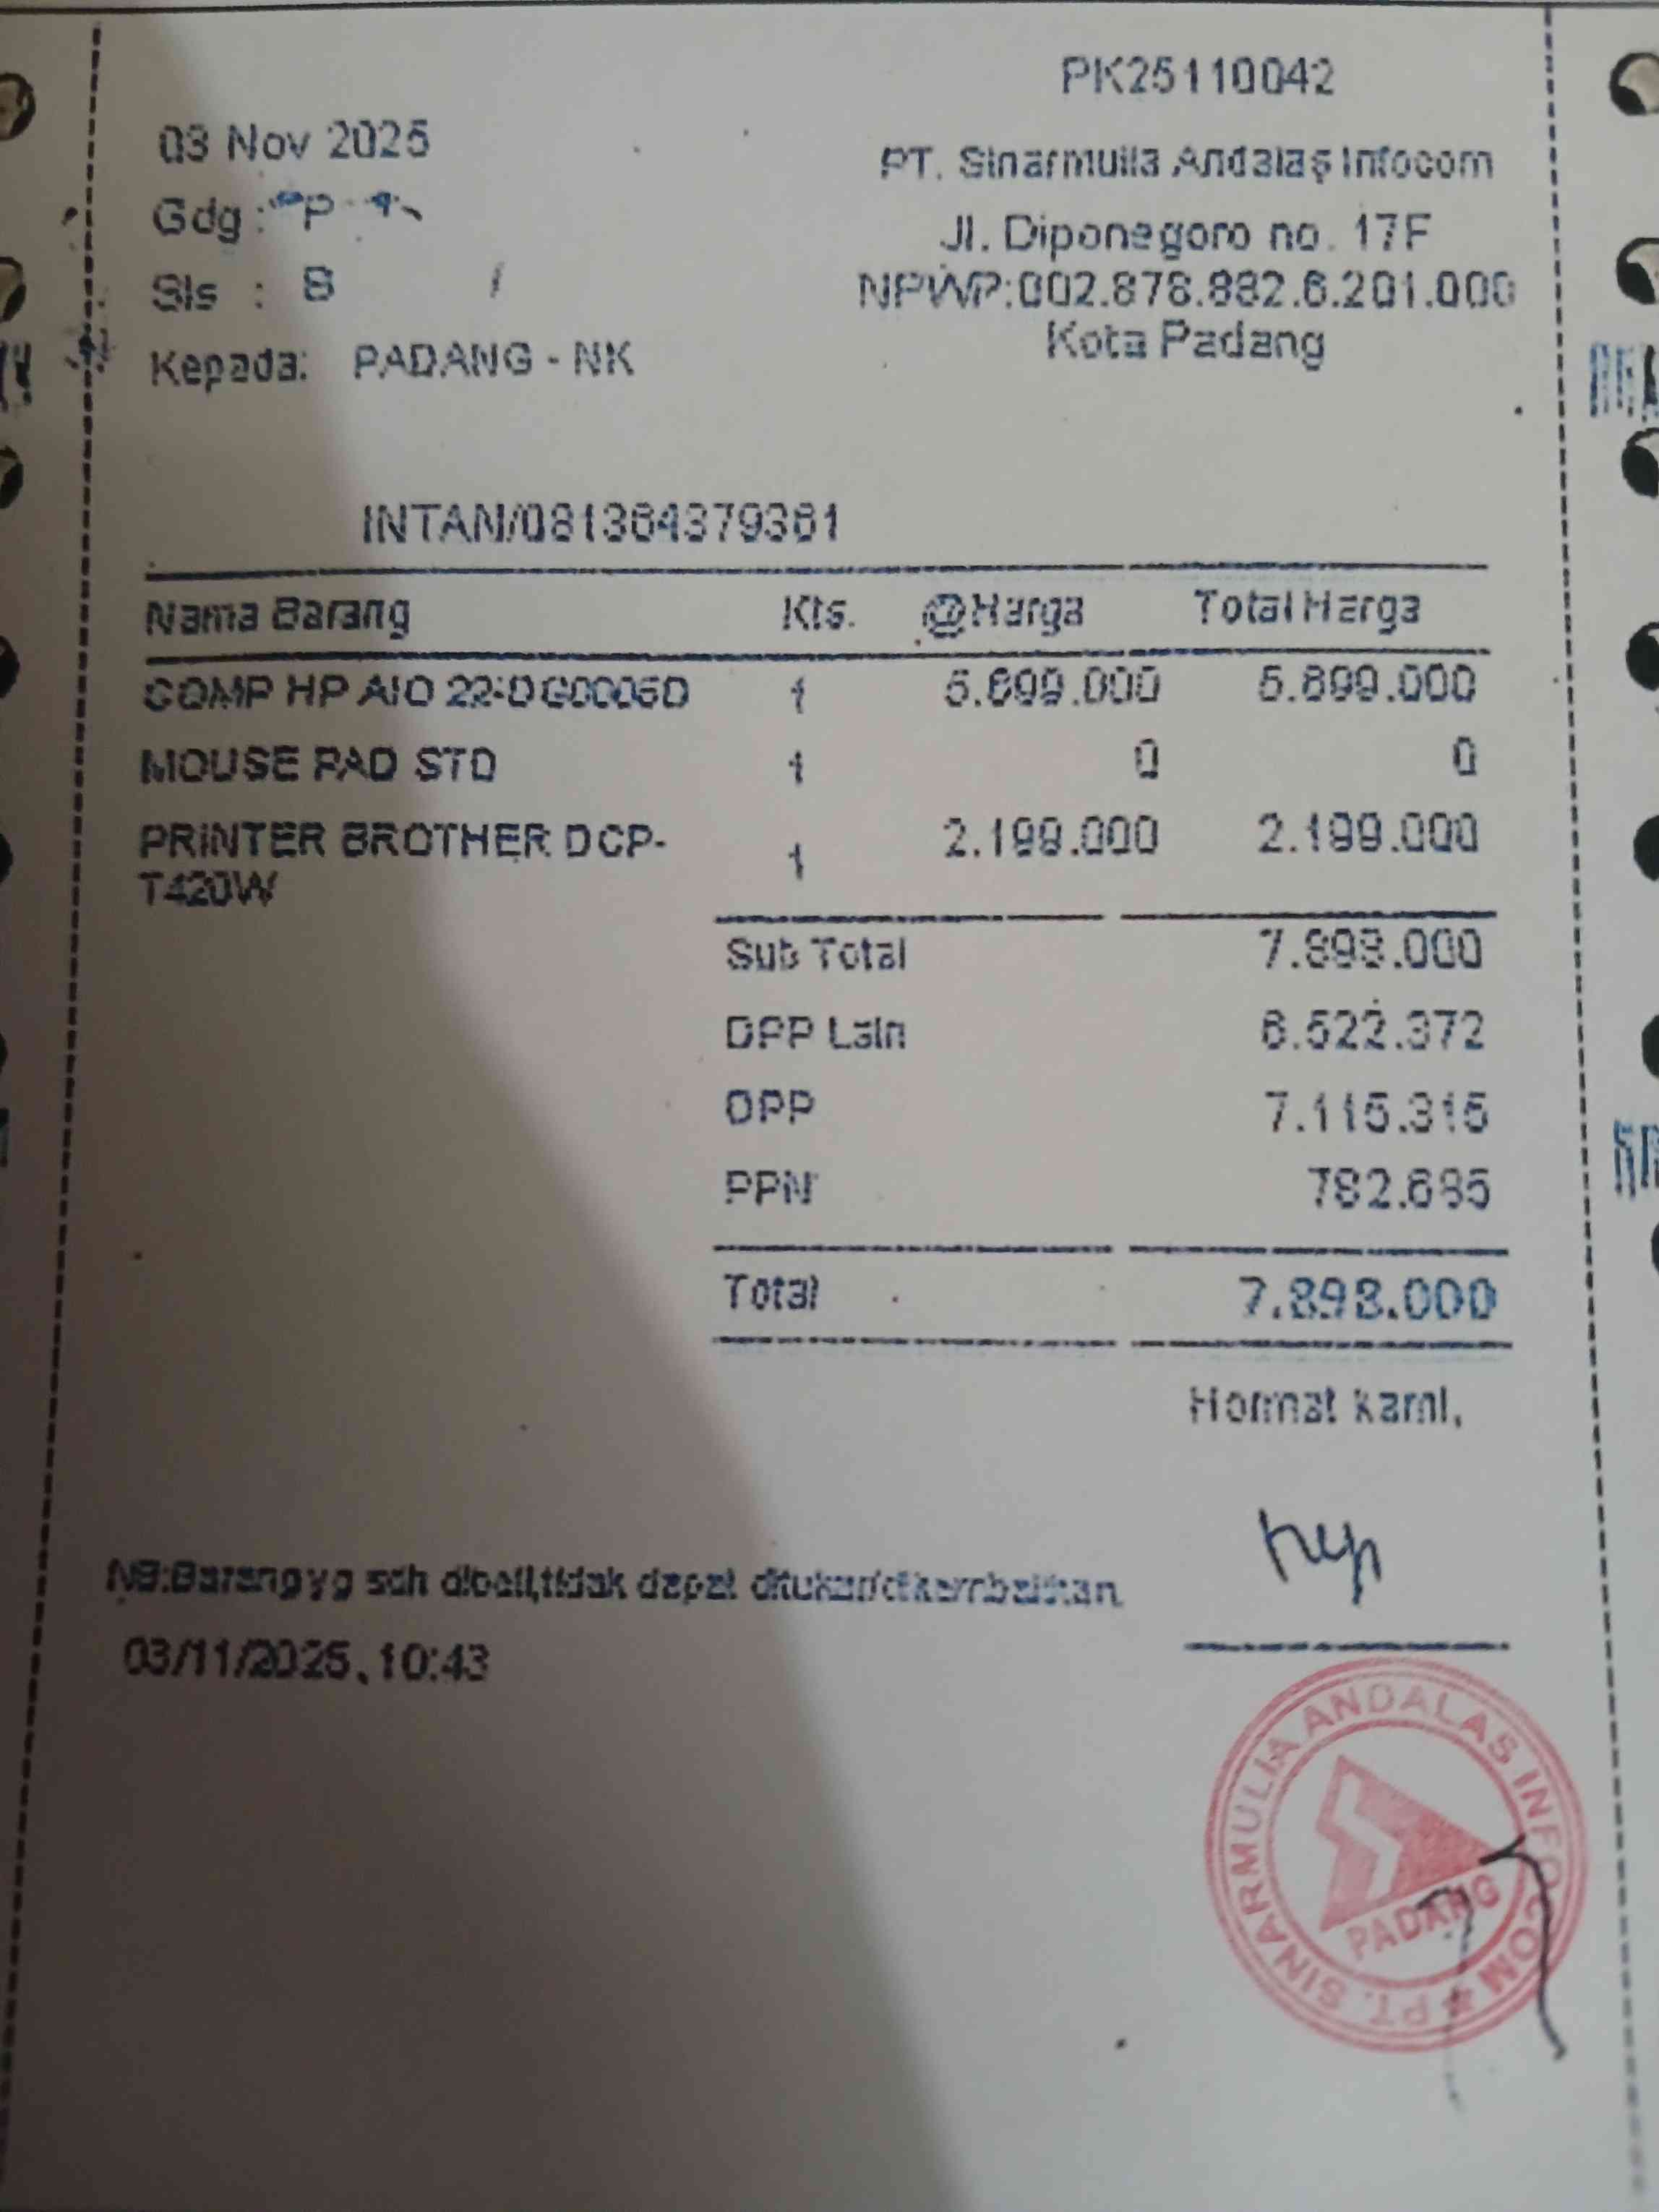 PK25110042
03 Nov 2025
PT. Sinarmulia Andalas Infocom
Gdg : P
Jl. Diponegoro no. 17F
Sls : S /
NPWP:002.878.882.6.201.000
Kota Padang
Kepada: PADANG - NK
INTAN/081364379361
Nama Barang Kts. @Harga Total Harga
COMP HP AIO 22-DG0005D 1 5.699.000 5.699.000
MOUSE PAD STD 1 0 0
PRINTER BROTHER DCP- 1 2.199.000 2.199.000
T420W
Sub Total 7.898.000
DPP Lain 6.522.372
DPP 7.115.315
PPN 782.685
Total 7.898.000
Hormat kami,
NB:Barang yg sdh dibeli,tidak dapat ditukar/dikembalikan.
03/11/2025, 10:43
PT. SINARMULIA ANDALAS INFOCOM
PADANG